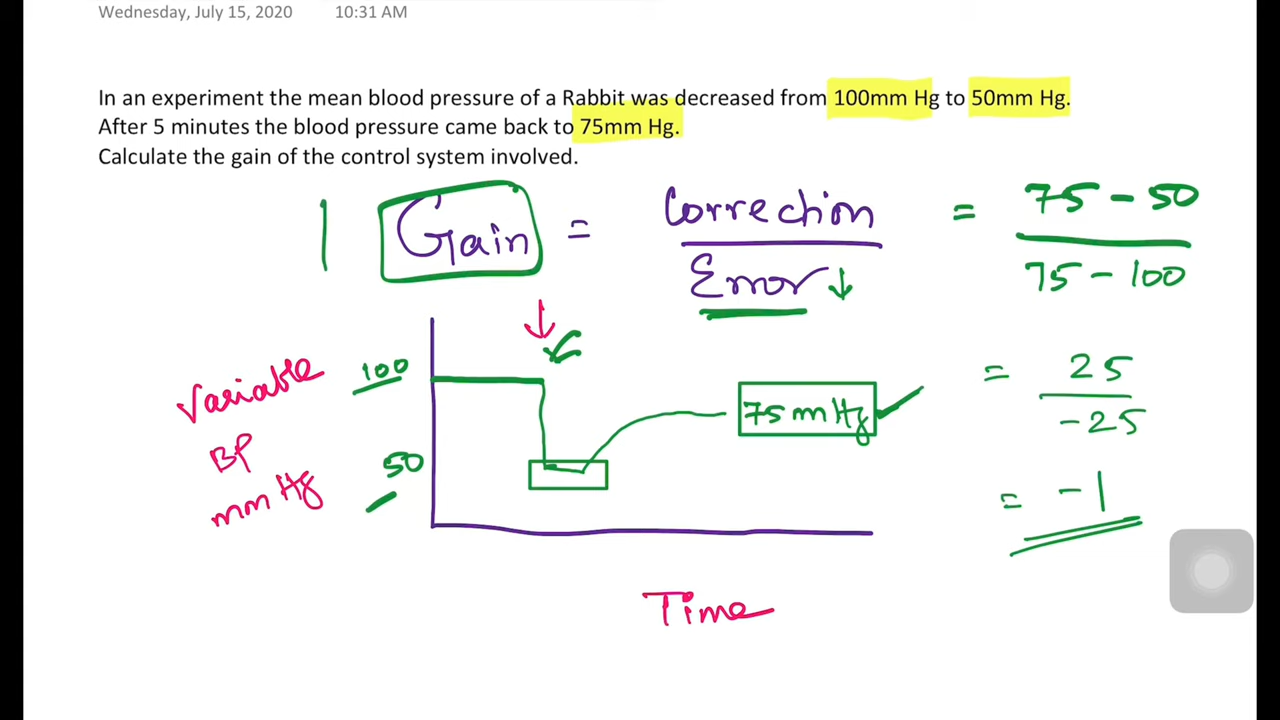 Wednesday, July 15, 2020 10:31 AM
In an experiment the mean blood pressure of a Rabbit was decreased from 100mm Hg to 50mm Hg.
After 5 minutes the blood pressure came back to 75mm Hg.
Calculate the gain of the control system involved.
| Gain = Correction / Error ↓ = 75 - 50 / 75 - 100
= 25 / -25
= -1
Variable
BP
mm Hg
100
50
75 mm Hg
Time